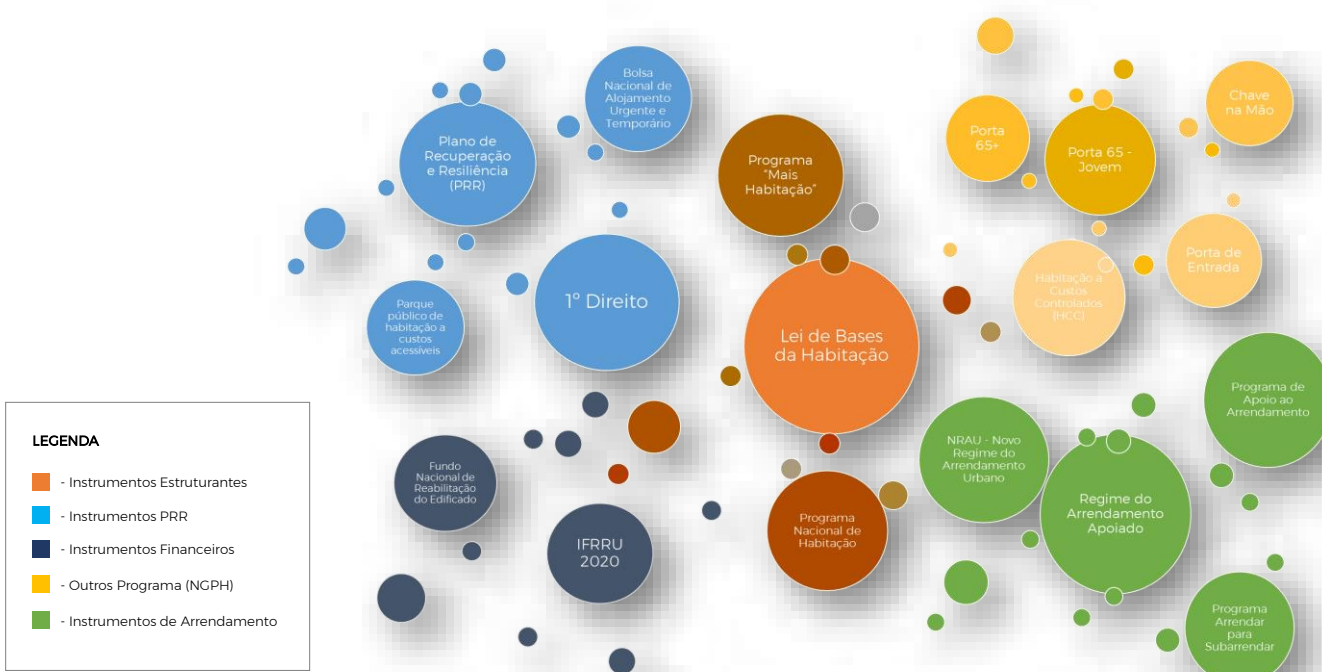 Bolsa
Nacional de
Alojamento
Urgente e
Temporário
Plano de
Recuperação
e Resiliência
(PRR)
Programa
"Mais
Habitação"
Porta
65+
Porta 65 -
Jovem
Chave
na Mão
1º Direito
Parque
público de
habitação a
custos
acessíveis
Lei de Bases
da Habitação
Habitação a
Custos
Controlados
(HCC)
Porta de
Entrada
Programa de
Apoio ao
Arrendamento
LEGENDA
- Instrumentos Estruturantes
- Instrumentos PRR
- Instrumentos Financeiros
- Outros Programa (NGPH)
- Instrumentos de Arrendamento
Fundo
Nacional de
Reabilitação
do Edificado
IFRRU
2020
Programa
Nacional de
Habitação
NRAU - Novo
Regime do
Arrendamento
Urbano
Regime do
Arrendamento
Apoiado
Programa
Arrendar
para
Subarrendar